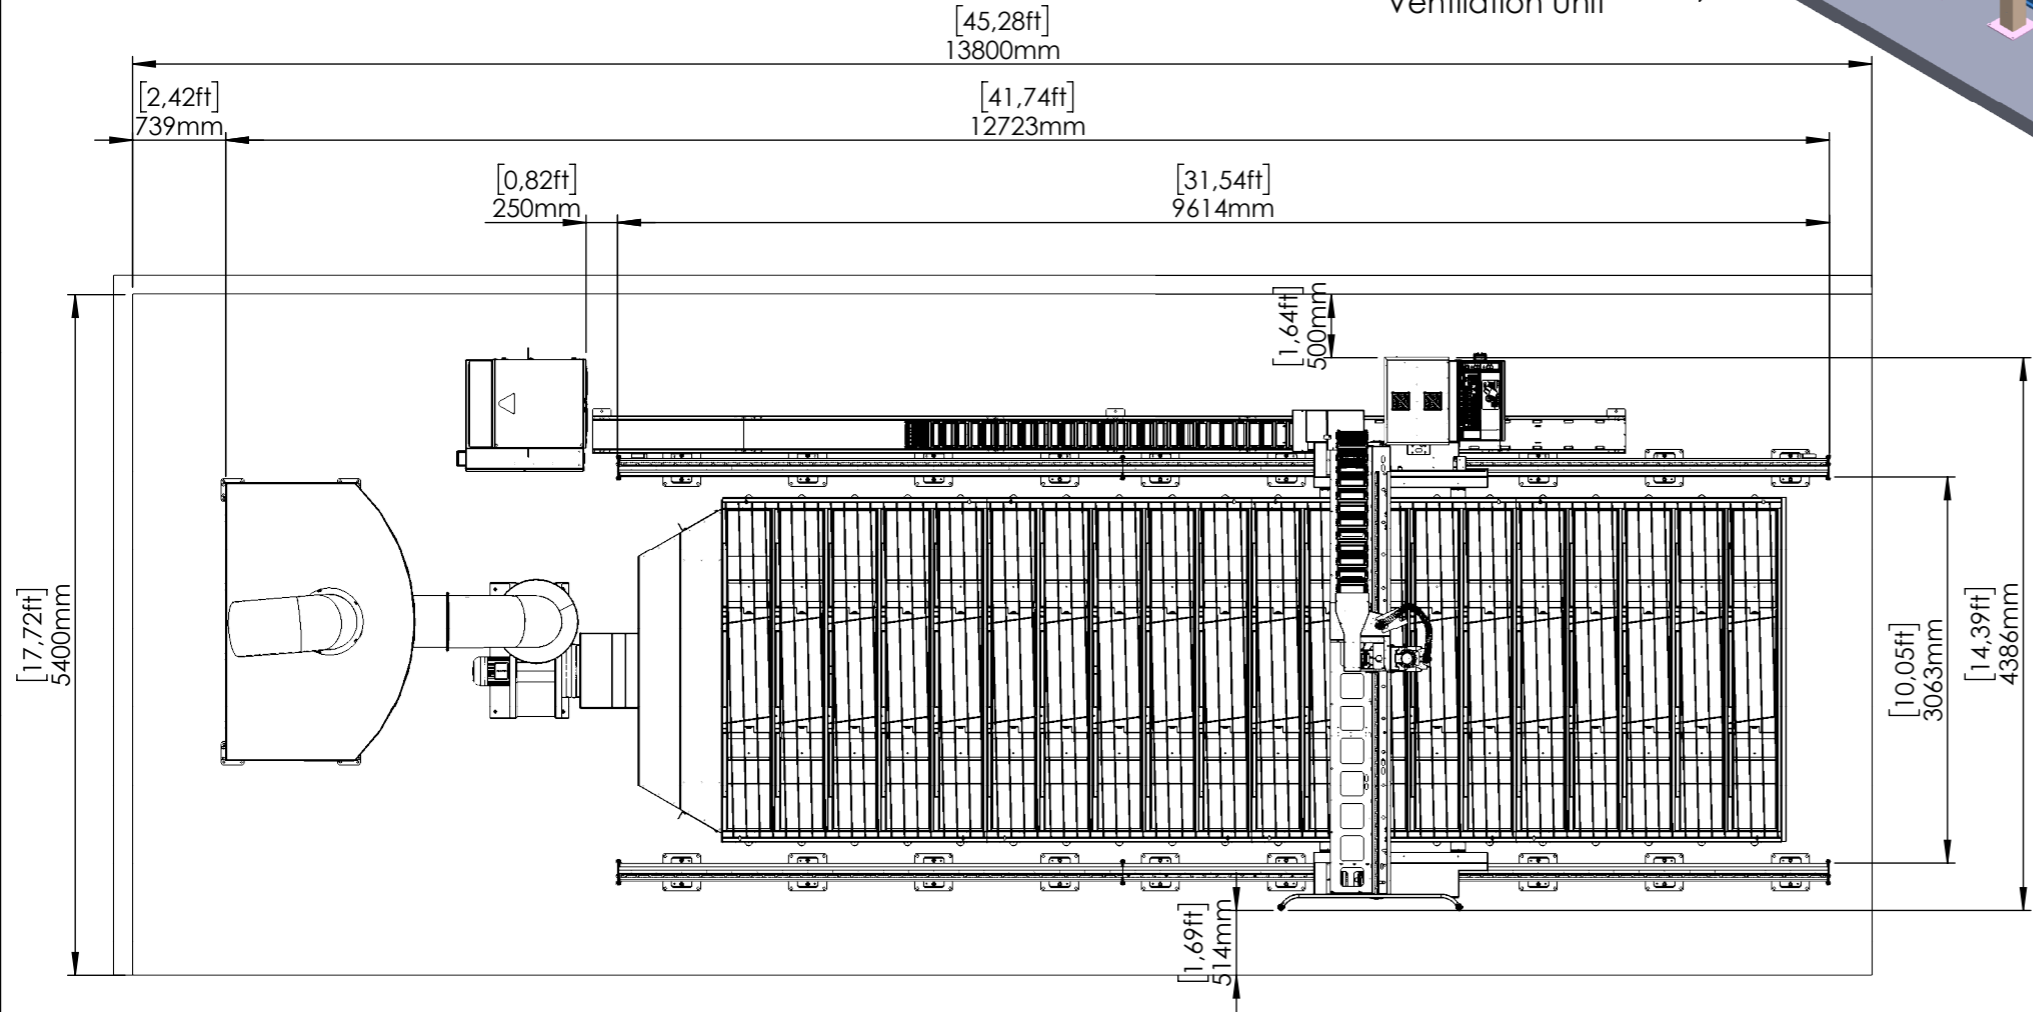 Ventilation Unit
[45,28ft]
13800mm
[2,42ft]
739mm
[41,74ft]
12723mm
[0,82ft]
250mm
[31,54ft]
9614mm
[1,64ft]
500mm
[17,72ft]
5400mm
[10,05ft]
3063mm
[14,39ft]
4386mm
[1,69ft]
514mm